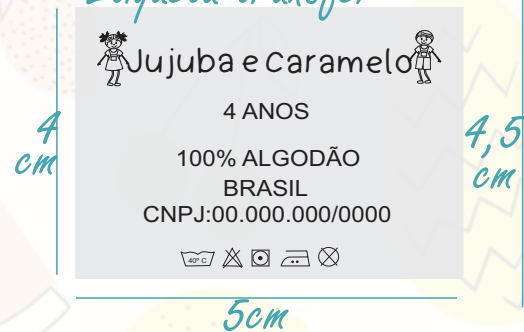 Etiqueta transfer
Jujuba e Caramelo
4 ANOS
100% ALGODÃO
BRASIL
CNPJ:00.000.000/0000
40º C
4
cm
4,5
cm
5cm